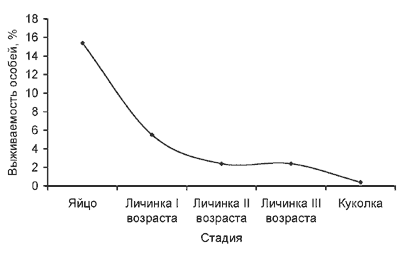 Выживаемость особей, %
18
16
14
12
10
8
6
4
2
0
Яйцо
Личинка I
возраста
Личинка II
возраста
Личинка III
возраста
Куколка
Стадия